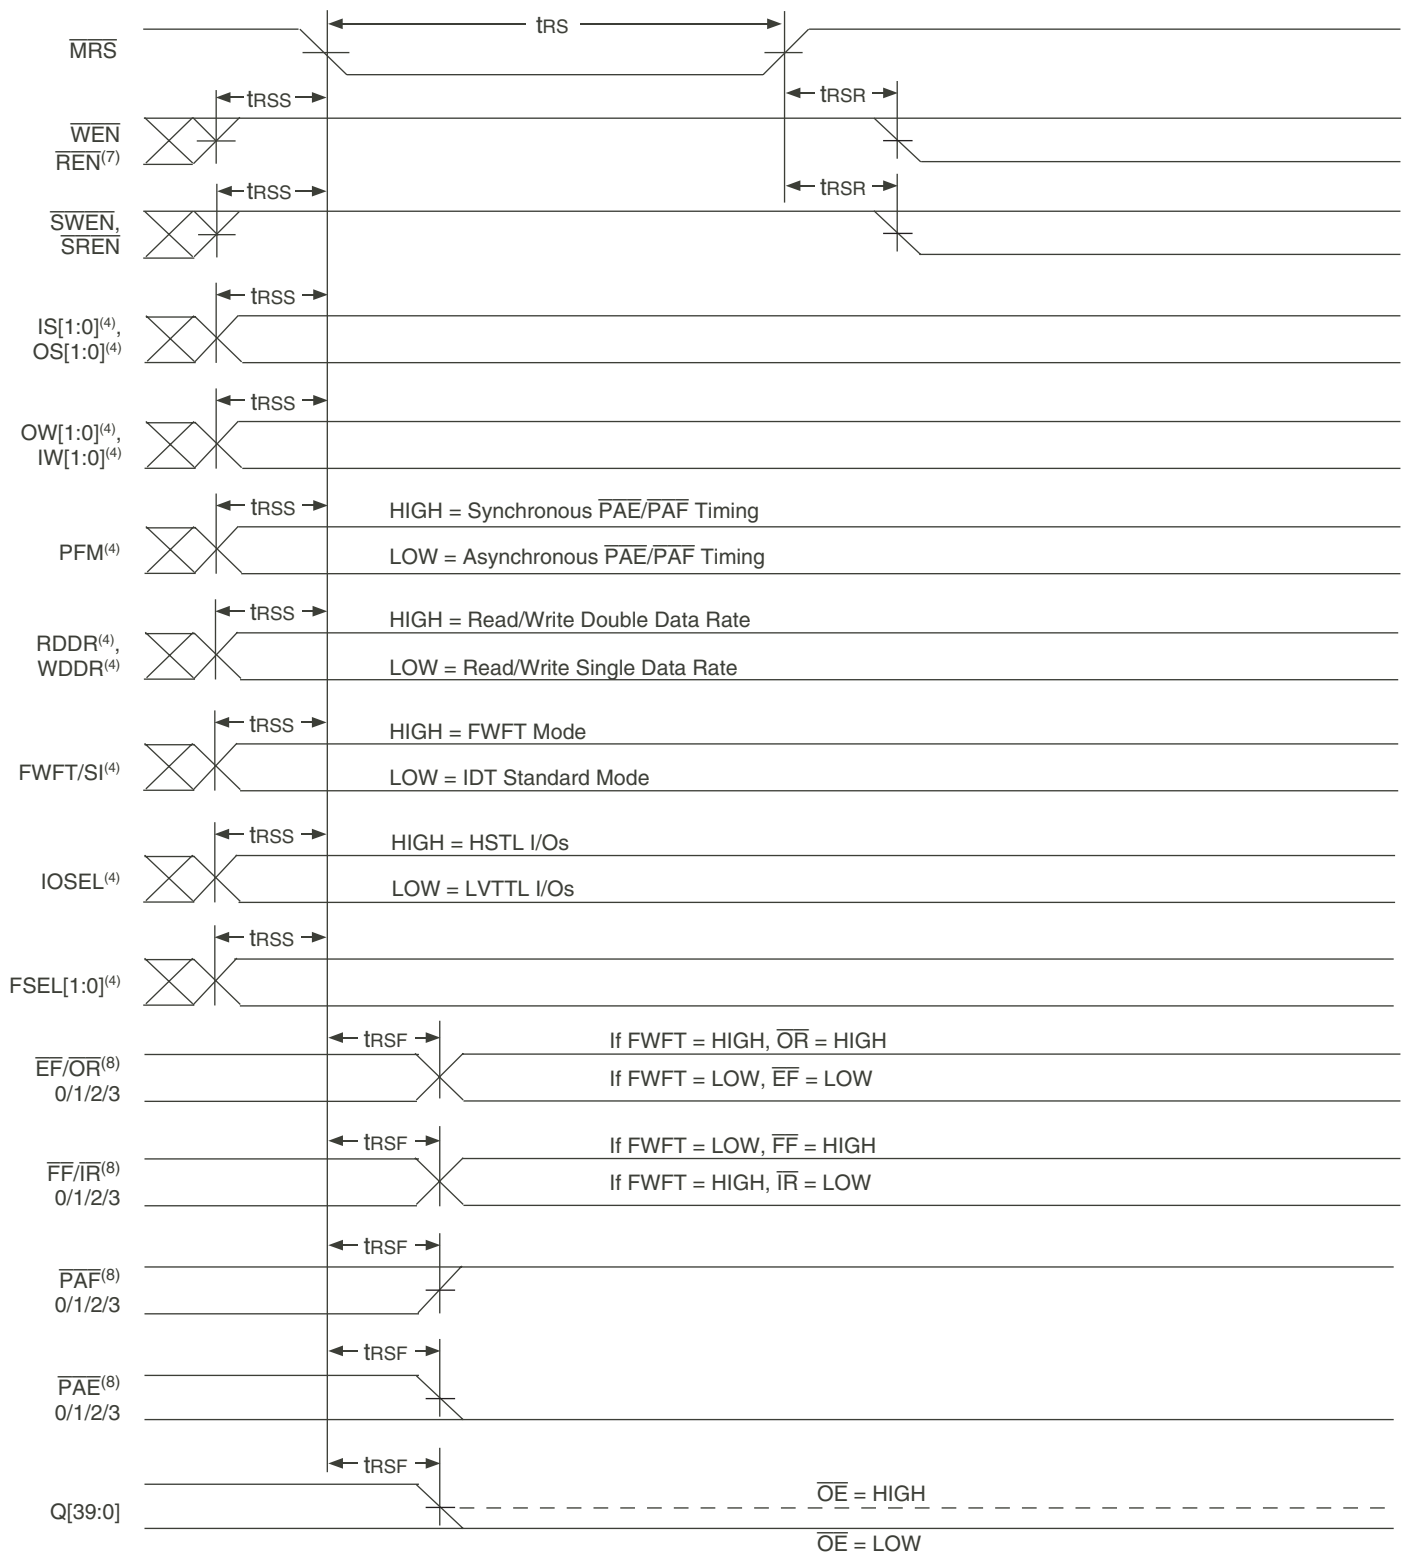 tRS
MRS
tRSS
tRSR
WEN
REN(7)
tRSS
tRSR
SWEN,
SREN
tRSS
IS[1:0](4),
OS[1:0](4)
tRSS
OW[1:0](4),
IW[1:0](4)
tRSS
HIGH = Synchronous PAE/PAF Timing
PFM(4)
LOW = Asynchronous PAE/PAF Timing
tRSS
HIGH = Read/Write Double Data Rate
RDDR(4),
WDDR(4)
LOW = Read/Write Single Data Rate
tRSS
HIGH = FWFT Mode
FWFT/SI(4)
LOW = IDT Standard Mode
tRSS
HIGH = HSTL I/Os
IOSEL(4)
LOW = LVTTL I/Os
tRSS
FSEL[1:0](4)
tRSF
If FWFT = HIGH, OR = HIGH
EF/OR(8)
0/1/2/3
If FWFT = LOW, EF = LOW
tRSF
If FWFT = LOW, FF = HIGH
FF/IR(8)
0/1/2/3
If FWFT = HIGH, IR = LOW
tRSF
PAF(8)
0/1/2/3
tRSF
PAE(8)
0/1/2/3
tRSF
OE = HIGH
Q[39:0]
OE = LOW